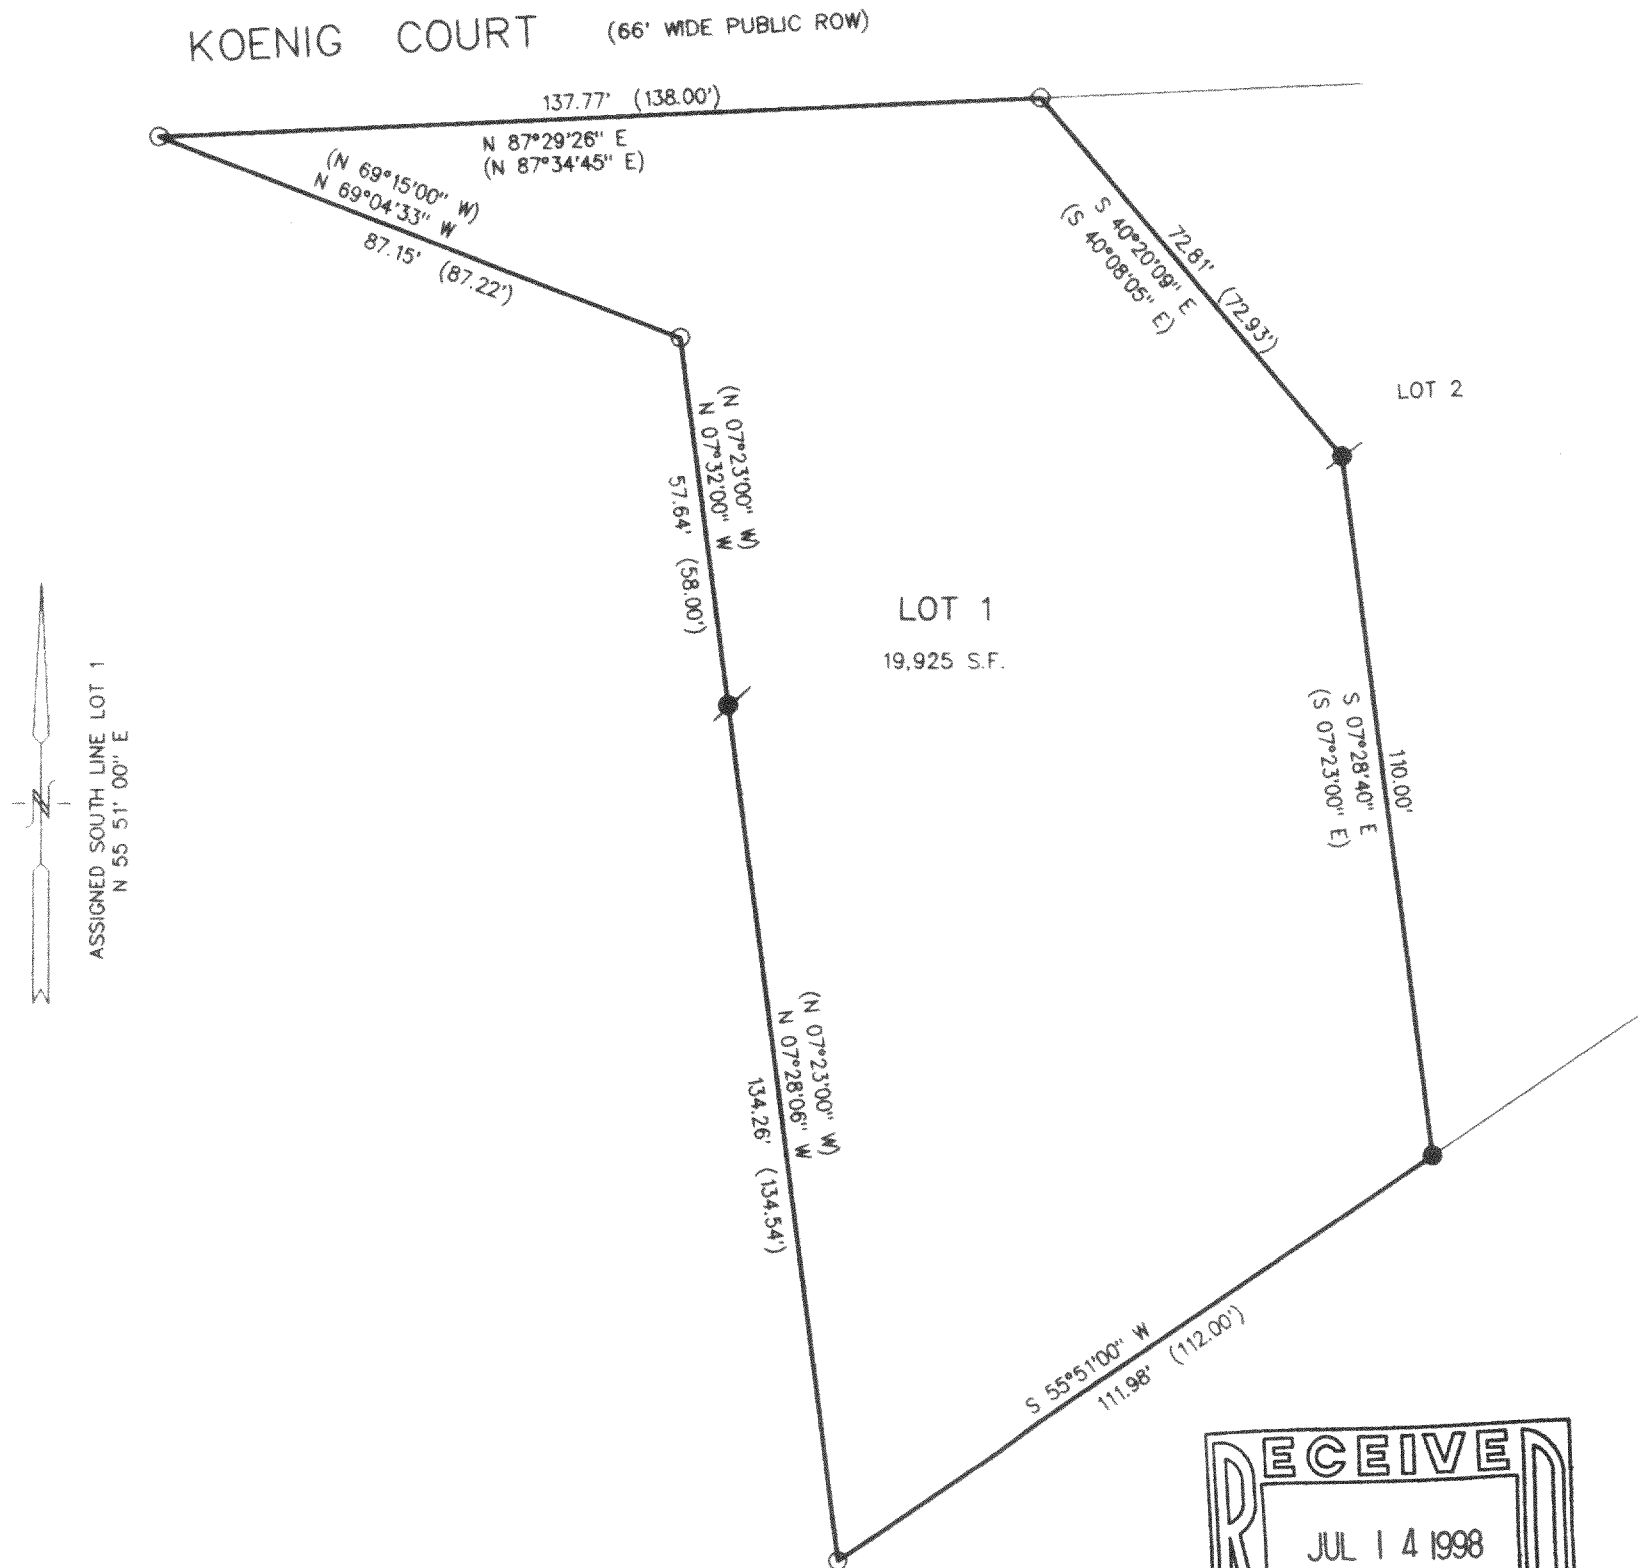 KOENIG COURT (66' WIDE PUBLIC ROW)
137.77' (138.00')
N 87°29'26" E
(N 87°34'45" E)
(N 69°15'00" W)
N 69°04'33" W
87.15' (87.22')
S 40°20'09" E
(S 40°08'05" E)
72.81' (72.93')
LOT 2
(N 07°23'00" W)
N 07°32'00" W
57.64' (58.00')
LOT 1
19,925 S.F.
N
ASSIGNED SOUTH LINE LOT 1
N 55 51' 00" E
110.00'
S 07°28'40" E
(S 07°23'00" E)
(N 07°23'00" W)
N 07°28'06" W
134.26' (134.54')
S 55°51'00" W
111.98' (112.00')
RECEIVED
JUL 14 1998